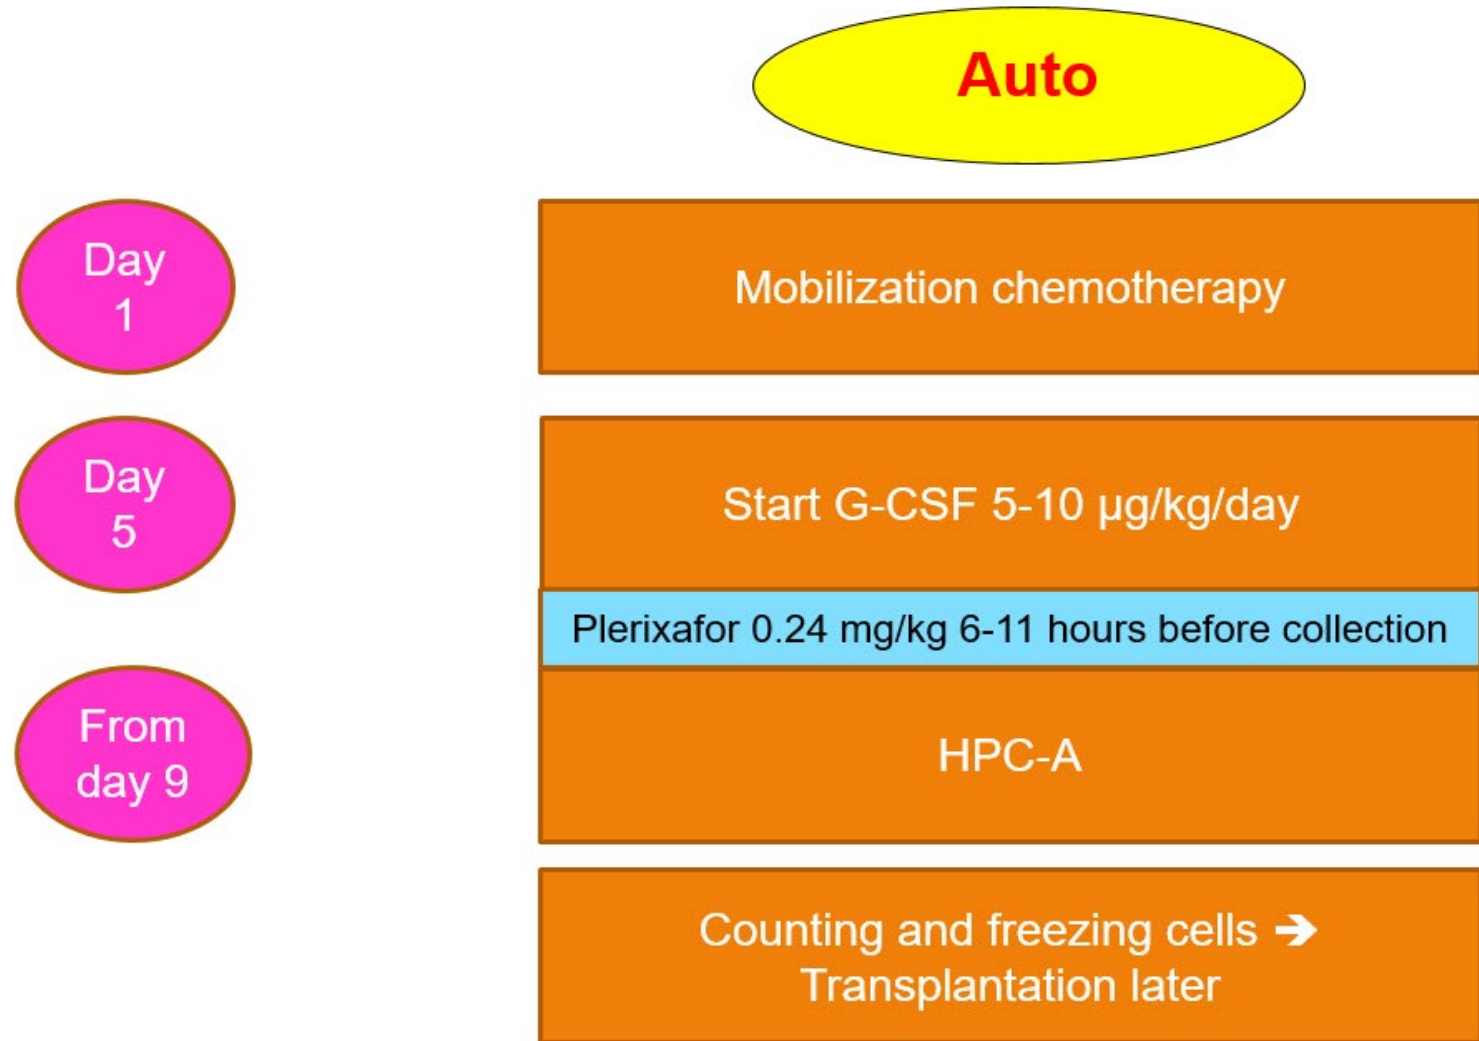 Auto
Day
1
Mobilization chemotherapy
Day
5
Start G-CSF 5-10 µg/kg/day
Plerixafor 0.24 mg/kg 6-11 hours before collection
From
day 9
HPC-A
Counting and freezing cells ➔
Transplantation later